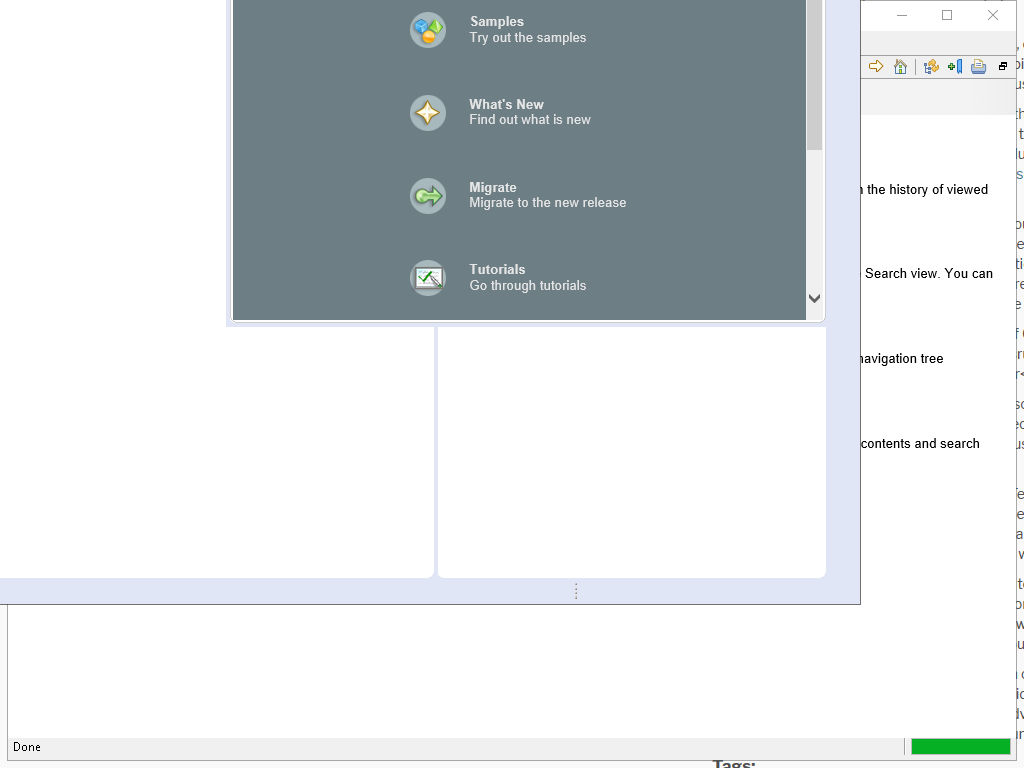 Samples
Try out the samples
What's New
Find out what is new
Migrate
Migrate to the new release
the history of viewed
Tutorials
Go through tutorials
Search view. You can
navigation tree
contents and search
Done
Tags: